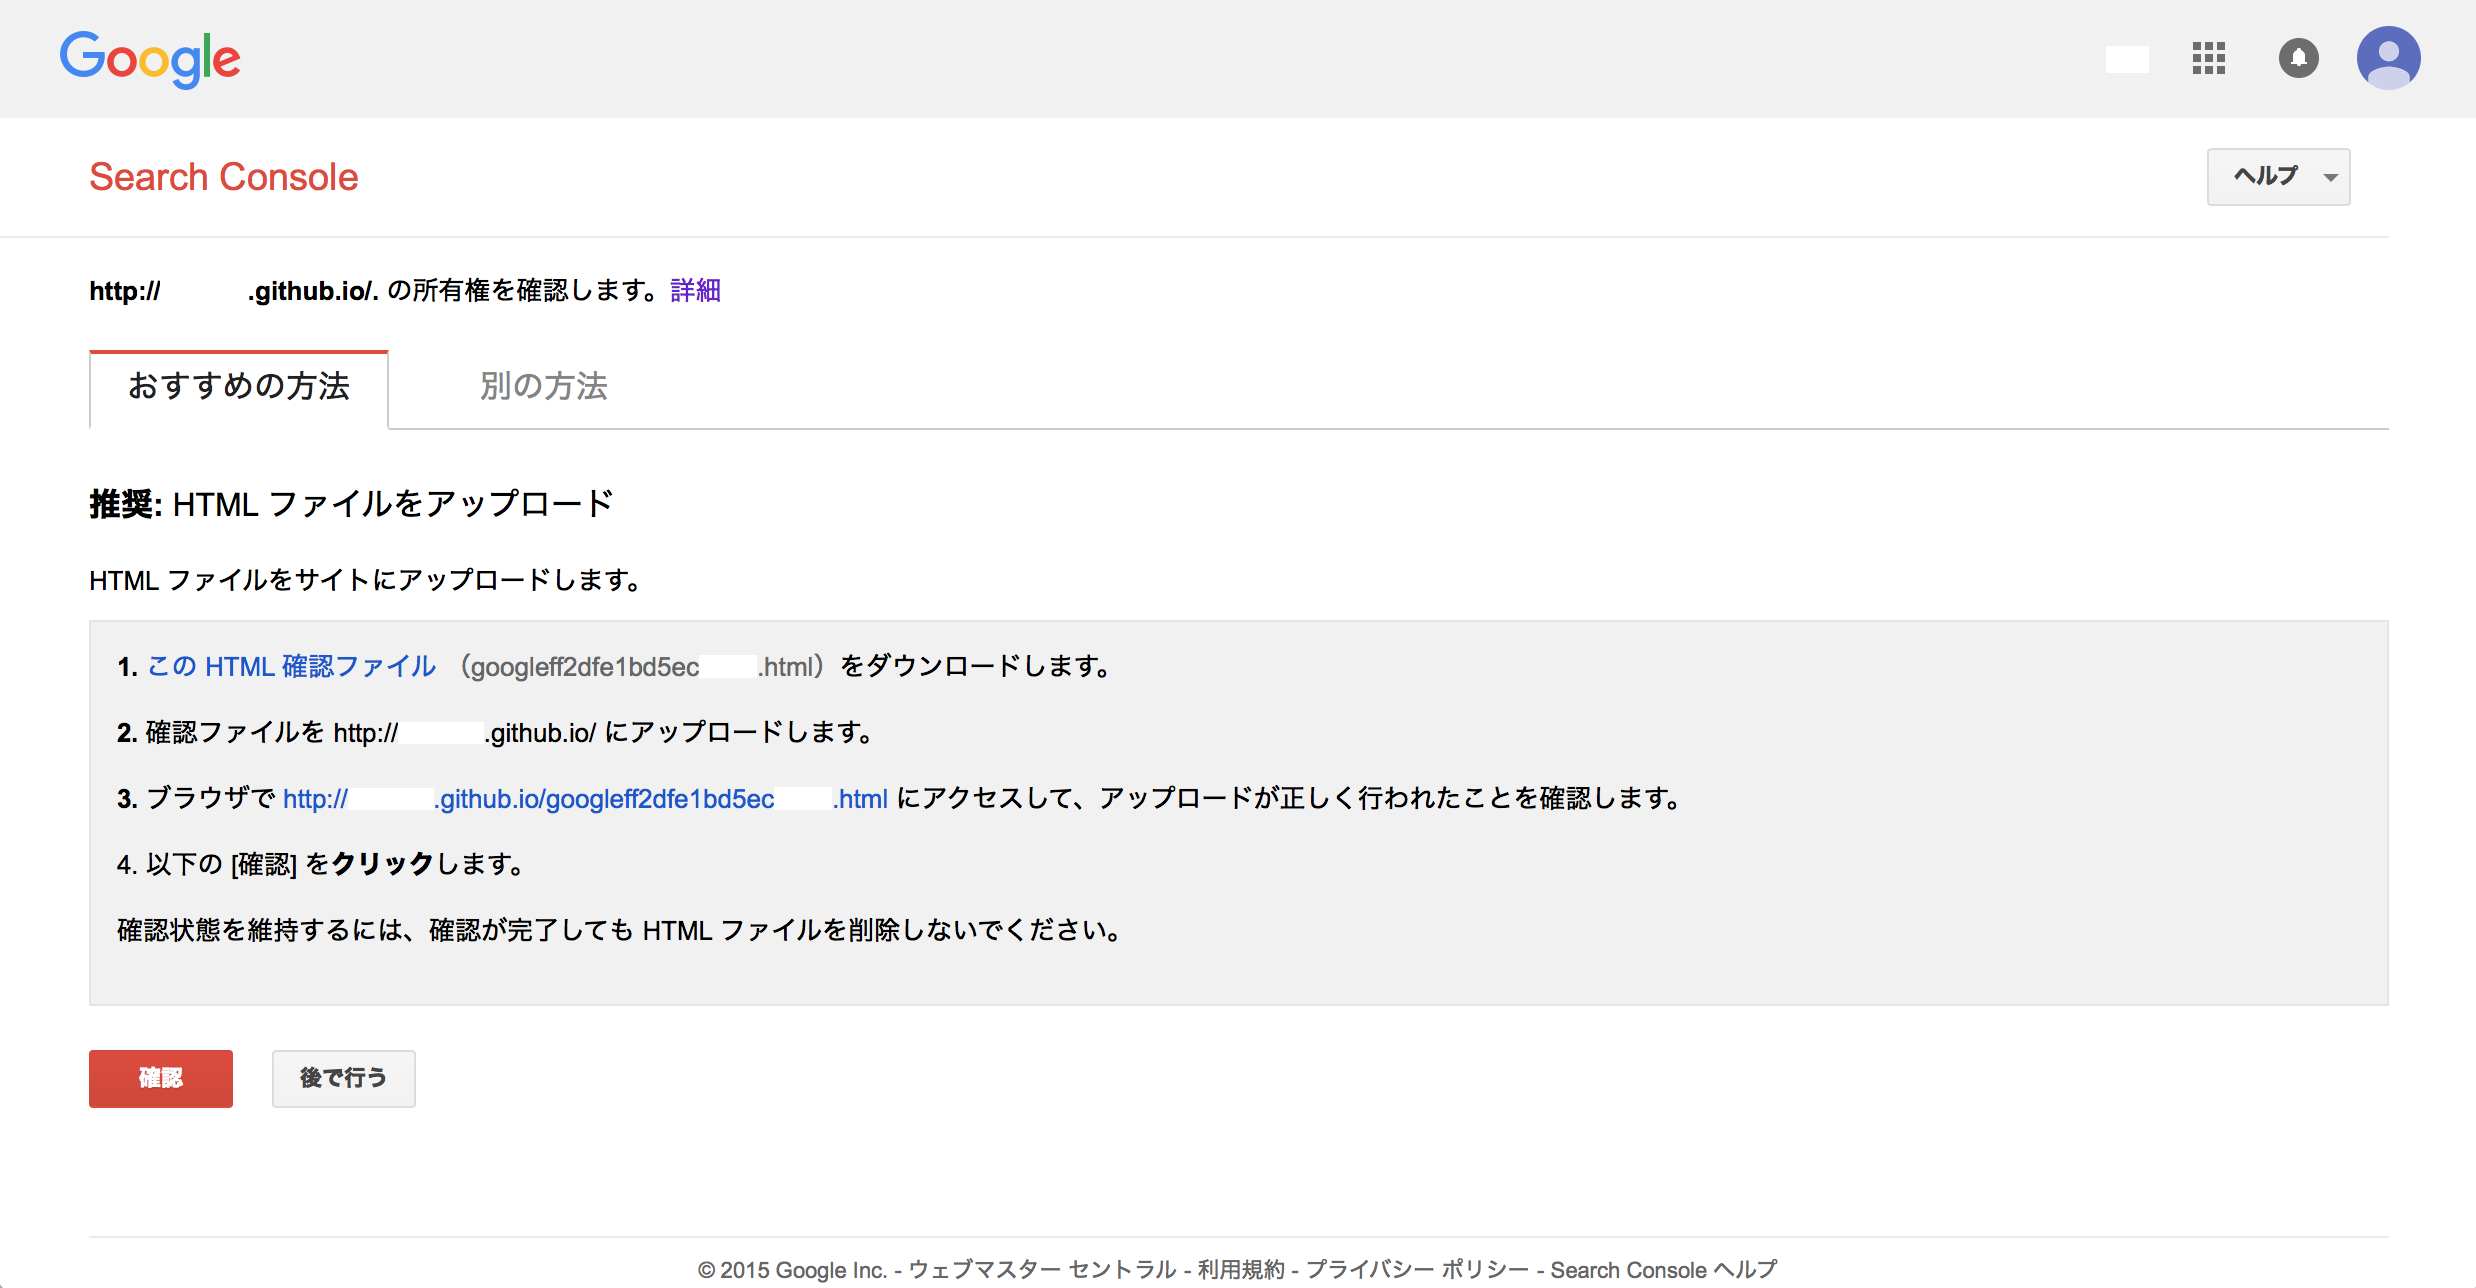 Google
Search Console
ヘルプ
http:// .github.io/. の所有権を確認します。詳細
おすすめの方法
別の方法
推奨: HTML ファイルをアップロード
HTML ファイルをサイトにアップロードします。
1. この HTML 確認ファイル （googleff2dfe1bd5ec .html）をダウンロードします。
2. 確認ファイルを http:// .github.io/ にアップロードします。
3. ブラウザで http:// .github.io/googleff2dfe1bd5ec .html にアクセスして、アップロードが正しく行われたことを確認します。
4. 以下の [確認] をクリックします。
確認状態を維持するには、確認が完了しても HTML ファイルを削除しないでください。
確認
後で行う
© 2015 Google Inc. - ウェブマスター セントラル - 利用規約 - プライバシー ポリシー - Search Console ヘルプ